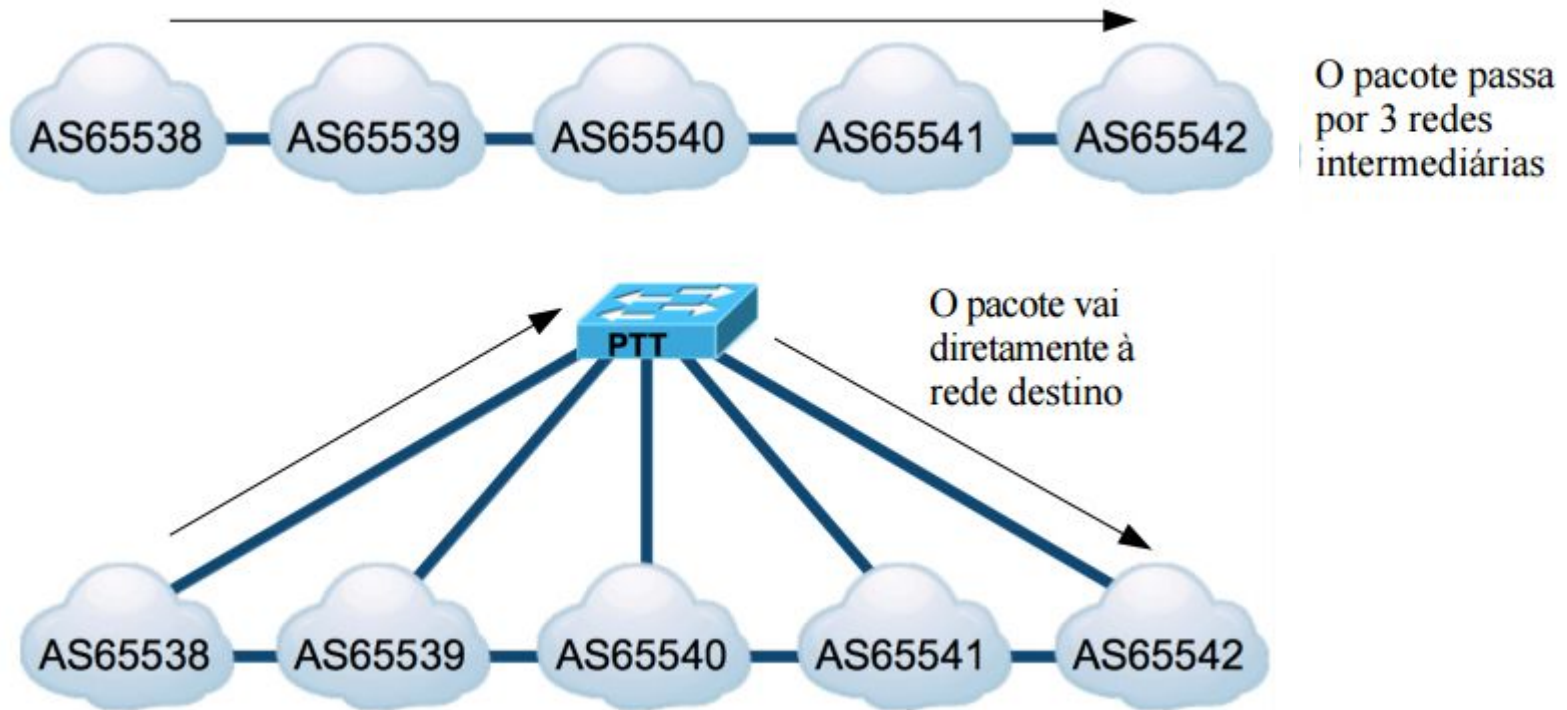 AS65538 AS65539 AS65540 AS65541 AS65542
O pacote passa
por 3 redes
intermediárias
PTT
O pacote vai
diretamente à
rede destino
AS65538 AS65539 AS65540 AS65541 AS65542